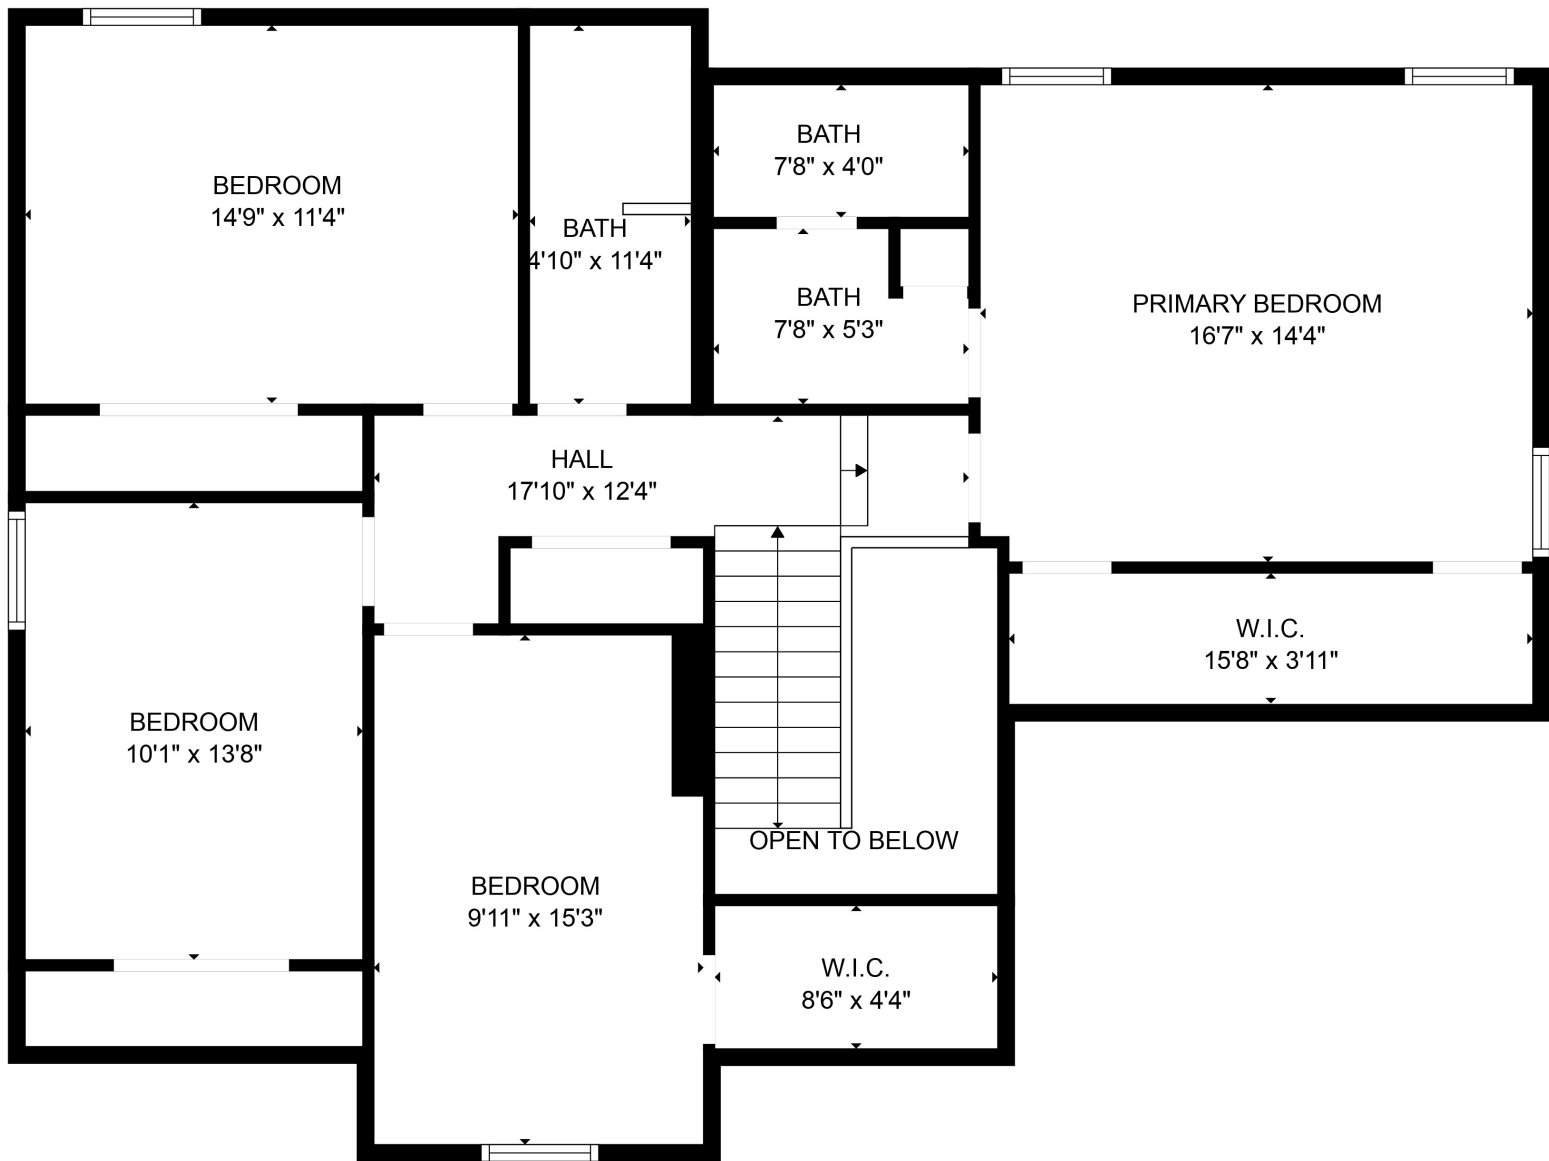 BEDROOM
14'9" x 11'4"
BATH
4'10" x 11'4"
BATH
7'8" x 4'0"
BATH
7'8" x 5'3"
PRIMARY BEDROOM
16'7" x 14'4"
HALL
17'10" x 12'4"
W.I.C.
15'8" x 3'11"
BEDROOM
10'1" x 13'8"
OPEN TO BELOW
BEDROOM
9'11" x 15'3"
W.I.C.
8'6" x 4'4"